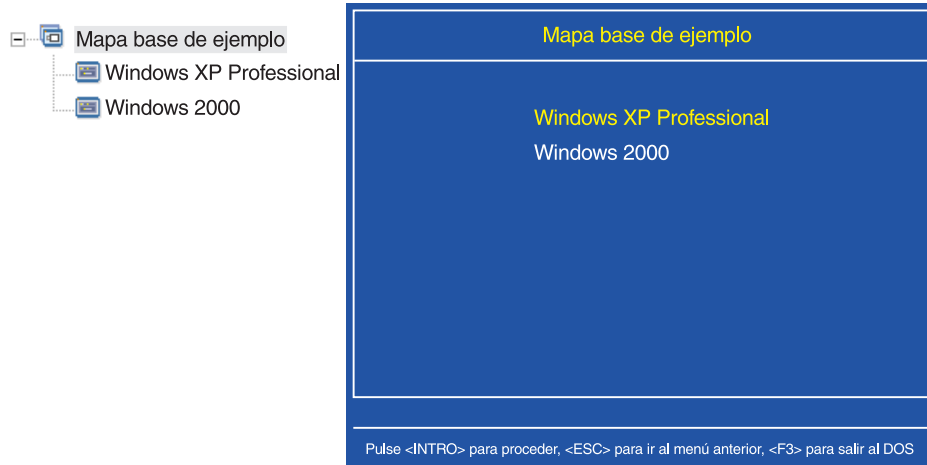 Mapa base de ejemplo
Windows XP Professional
Windows 2000
Mapa base de ejemplo
Windows XP Professional
Windows 2000
Pulse <INTRO> para proceder, <ESC> para ir al menú anterior, <F3> para salir al DOS